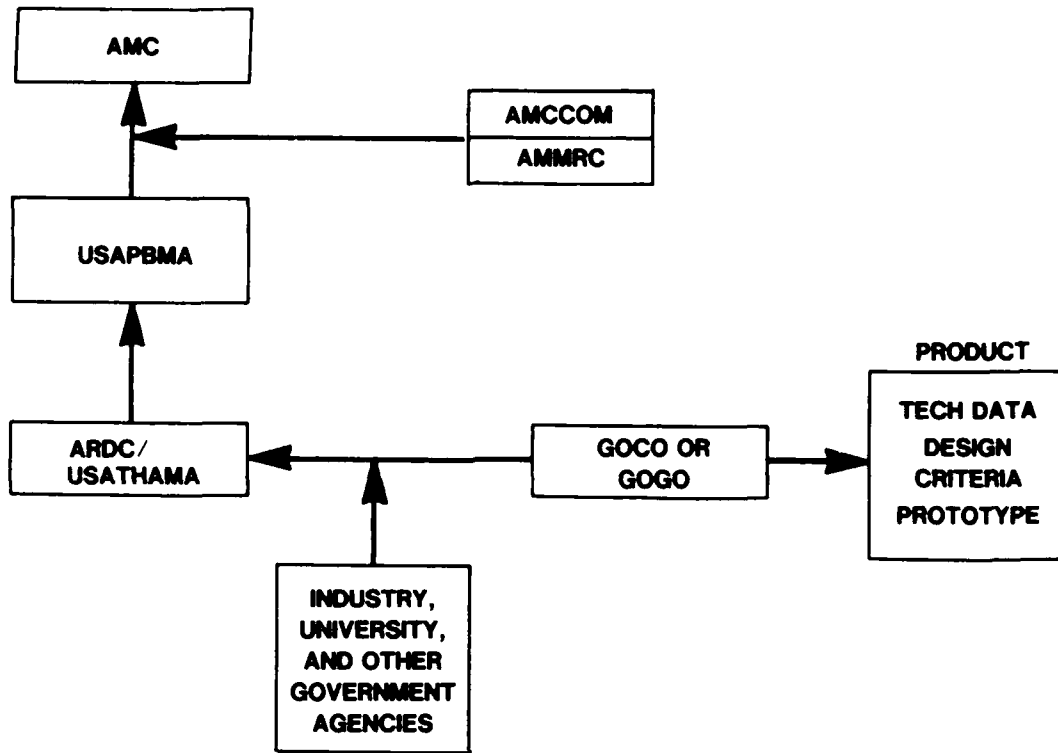 AMC
AMCCOM
AMMRC
USAPBMA
PRODUCT
TECH DATA
DESIGN
CRITERIA
PROTOTYPE
ARDC/
USATHAMA
GOCO OR
GOGO
INDUSTRY,
UNIVERSITY,
AND OTHER
GOVERNMENT
AGENCIES